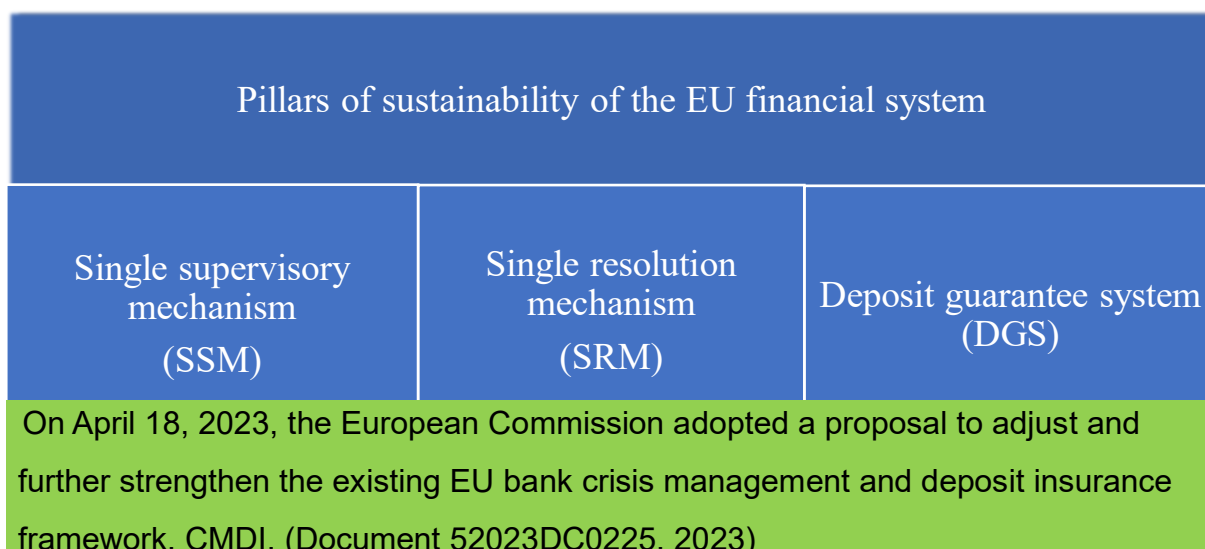 Pillars of sustainability of the EU financial system
Single supervisory
mechanism
(SSM)
Single resolution
mechanism
(SRM)
Deposit guarantee system
(DGS)
On April 18, 2023, the European Commission adopted a proposal to adjust and
further strengthen the existing EU bank crisis management and deposit insurance
framework, CMDI. (Document 52023DC0225, 2023)